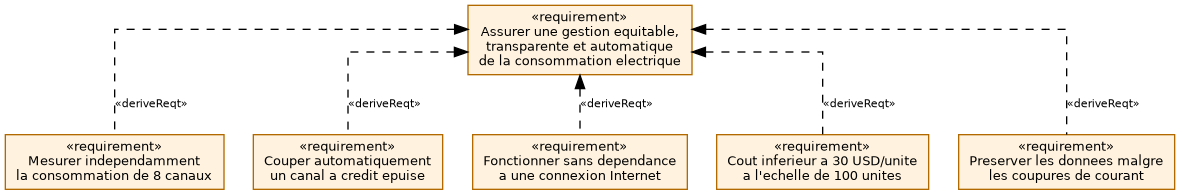 «requirement»
Assurer une gestion equitable,
transparente et automatique
de la consommation electrique
«deriveReqt»
«deriveReqt»
«deriveReqt»
«deriveReqt»
«deriveReqt»
«requirement»
Mesurer independamment
la consommation de 8 canaux
«requirement»
Couper automatiquement
un canal a credit epuise
«requirement»
Fonctionner sans dependance
a une connexion Internet
«requirement»
Cout inferieur a 30 USD/unite
a l'echelle de 100 unites
«requirement»
Preserver les donnees malgre
les coupures de courant